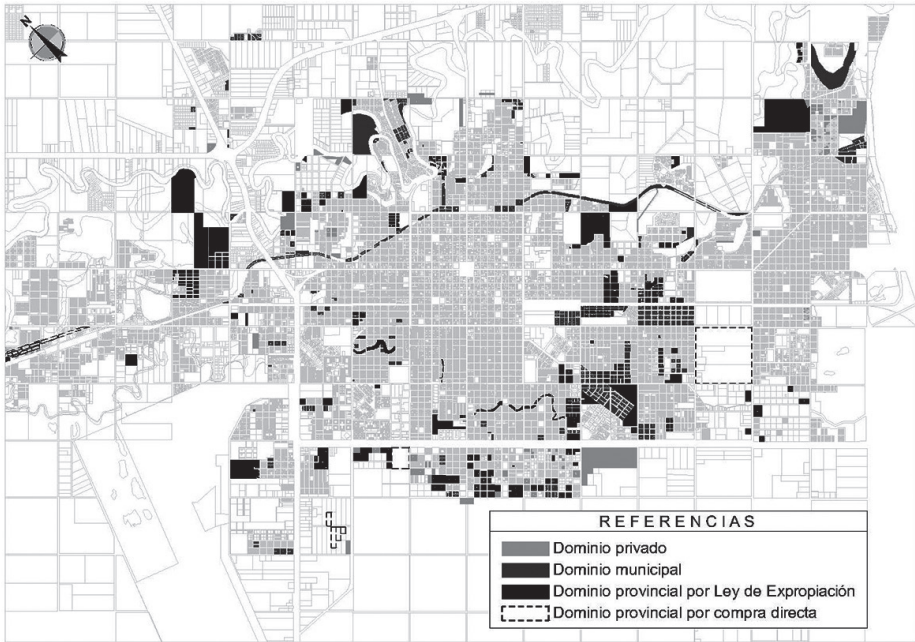 N
REFERENCIAS
Dominio privado
Dominio municipal
Dominio provincial por Ley de Expropiación
Dominio provincial por compra directa